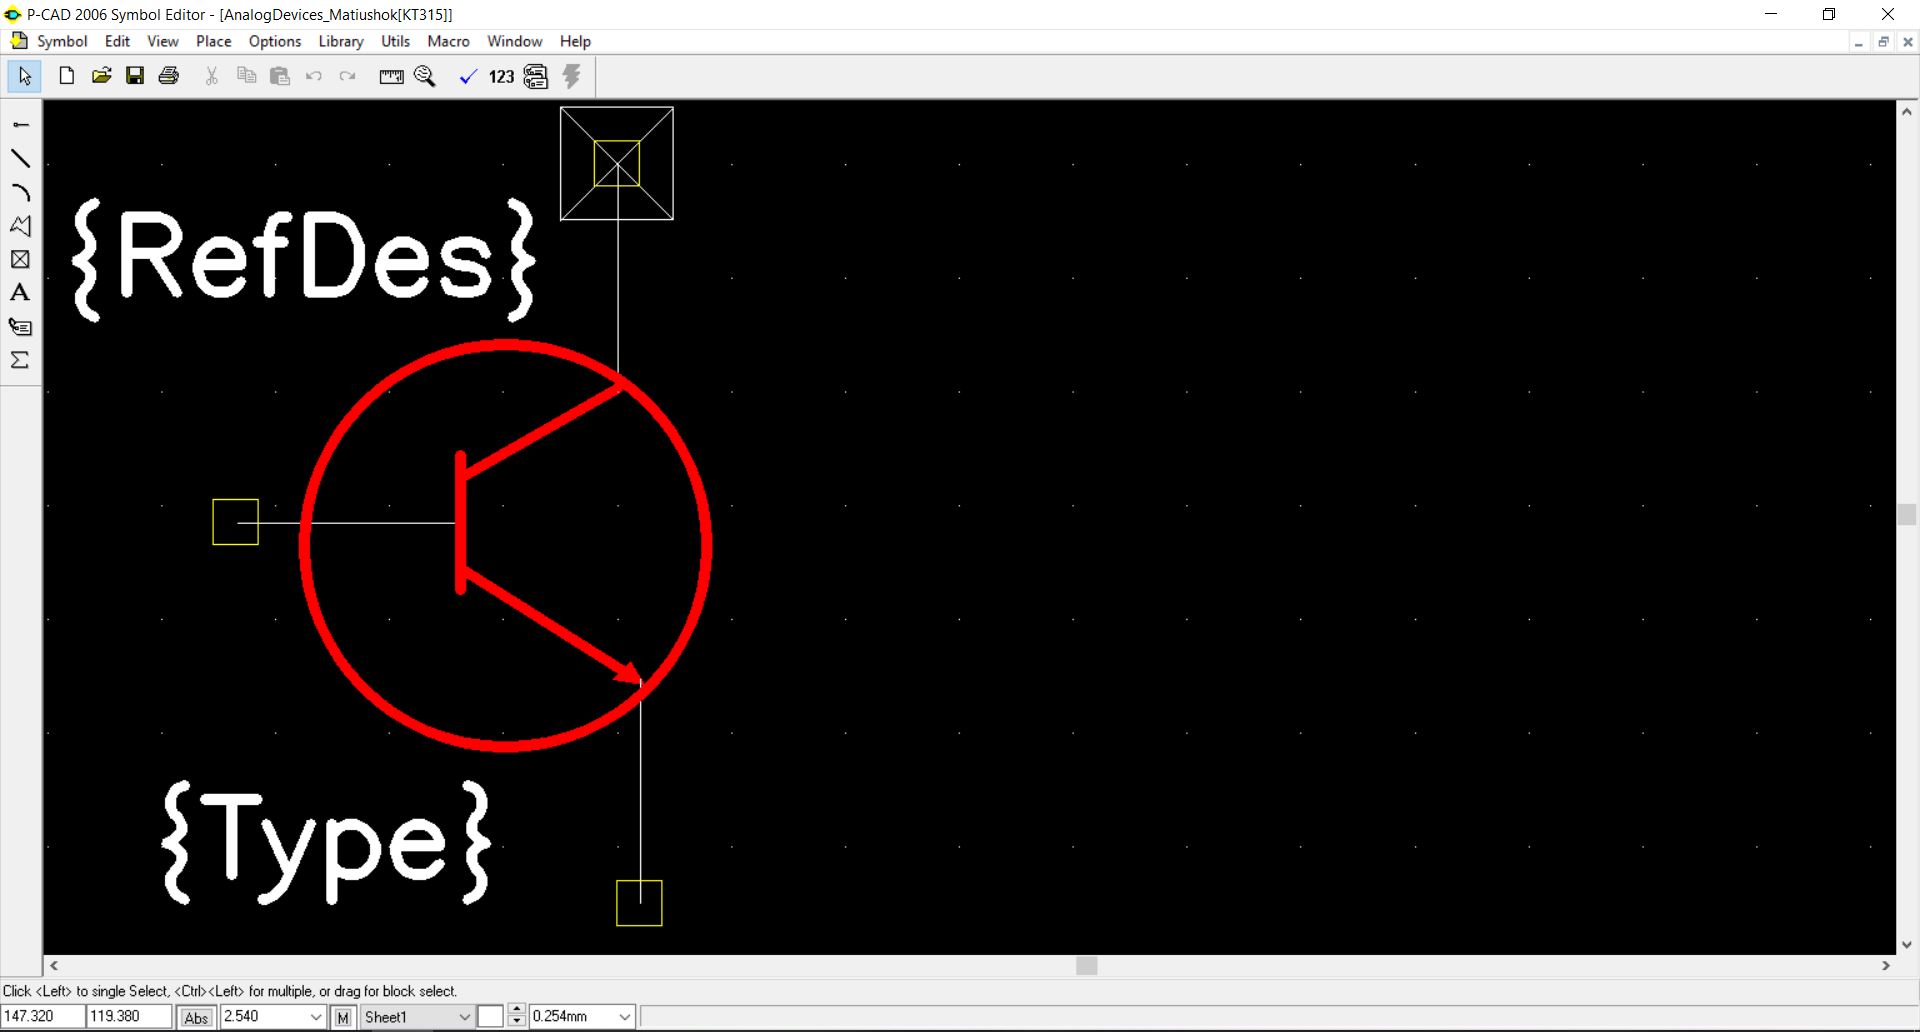 P-CAD 2006 Symbol Editor - [AnalogDevices_Matiushok[KT315]]
Symbol Edit View Place Options Library Utils Macro Window Help
123
A
{RefDes}
{Type}
Click <Left> to single Select, <Ctrl><Left> for multiple, or drag for block select.
147.320 119.380 Abs 2.540 M Sheet1 0.254mm